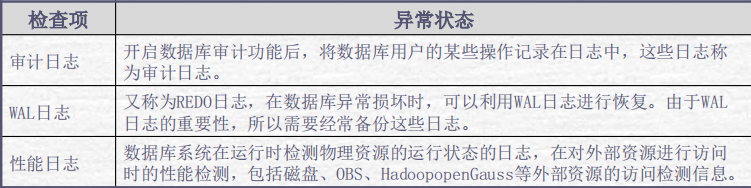 检查项 异常状态
审计日志 开启数据库审计功能后，将数据库用户的某些操作记录在日志中，这些日志称
为审计日志。
WAL日志 又称为REDO日志，在数据库异常损坏时，可以利用WAL日志进行恢复。由于WAL
日志的重要性，所以需要经常备份这些日志。
性能日志 数据库系统在运行时检测物理资源的运行状态的日志，在对外部资源进行访问
时的性能检测，包括磁盘、OBS、HadoopopenGauss等外部资源的访问检测信息。